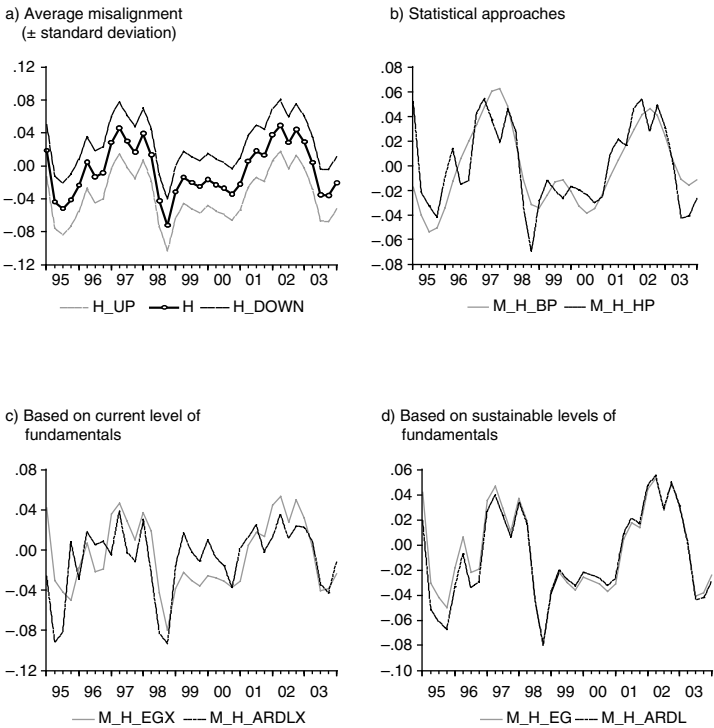 a) Average misalignment
(± standard deviation)
.12
.08
.04
.00
–.04
–.08
–.12
95 96 97 98 99 00 01 02 03
H_UP H H_DOWN
b) Statistical approaches
.08
.06
.04
.02
.00
–.02
–.04
–.06
–.08
95 96 97 98 99 00 01 02 03
M_H_BP M_H_HP
c) Based on current level of
fundamentals
.08
.04
.00
–.04
–.08
–.12
95 96 97 98 99 00 01 02 03
M_H_EGX M_H_ARDLX
d) Based on sustainable levels of
fundamentals
.06
.04
.02
.00
–.02
–.04
–.06
–.08
–.10
95 96 97 98 99 00 01 02 03
M_H_EG M_H_ARDL